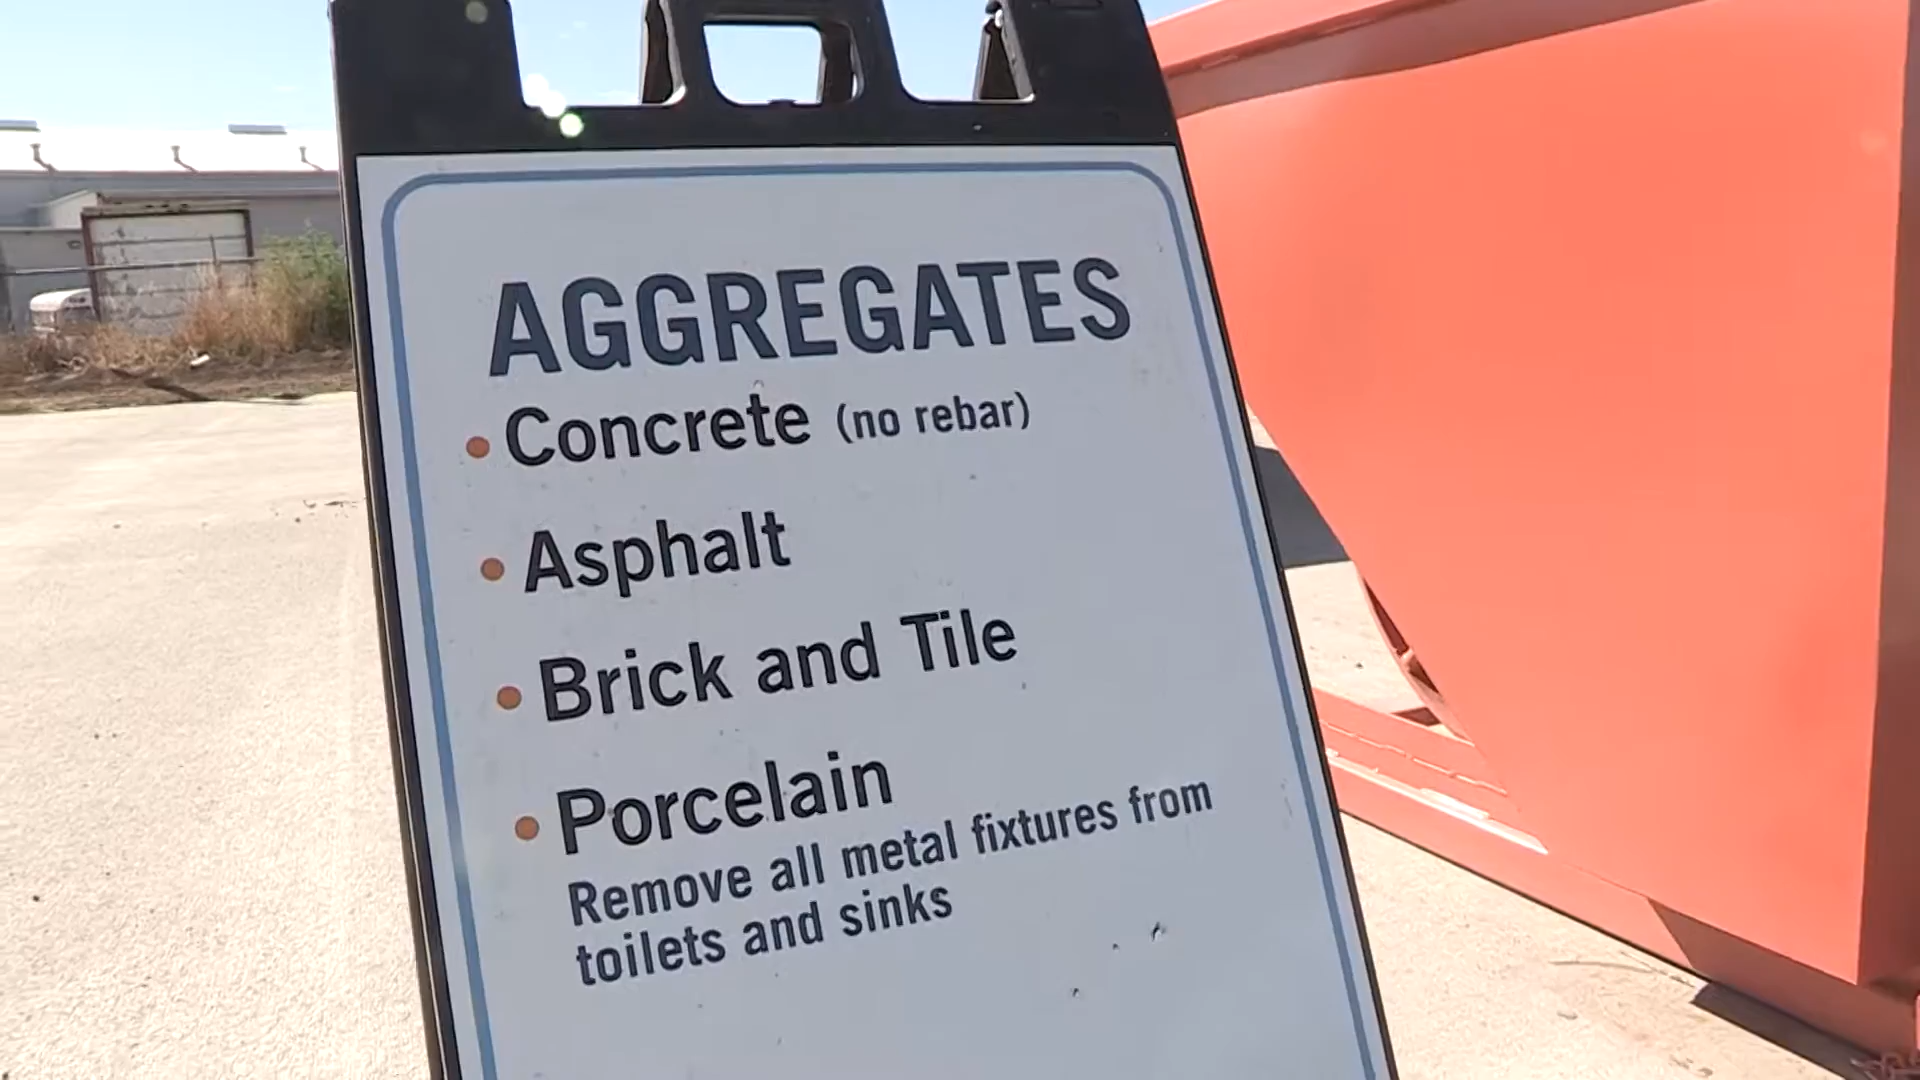 AGGREGATES
• Concrete (no rebar)
• Asphalt
• Brick and Tile
• Porcelain
Remove all metal fixtures from
toilets and sinks